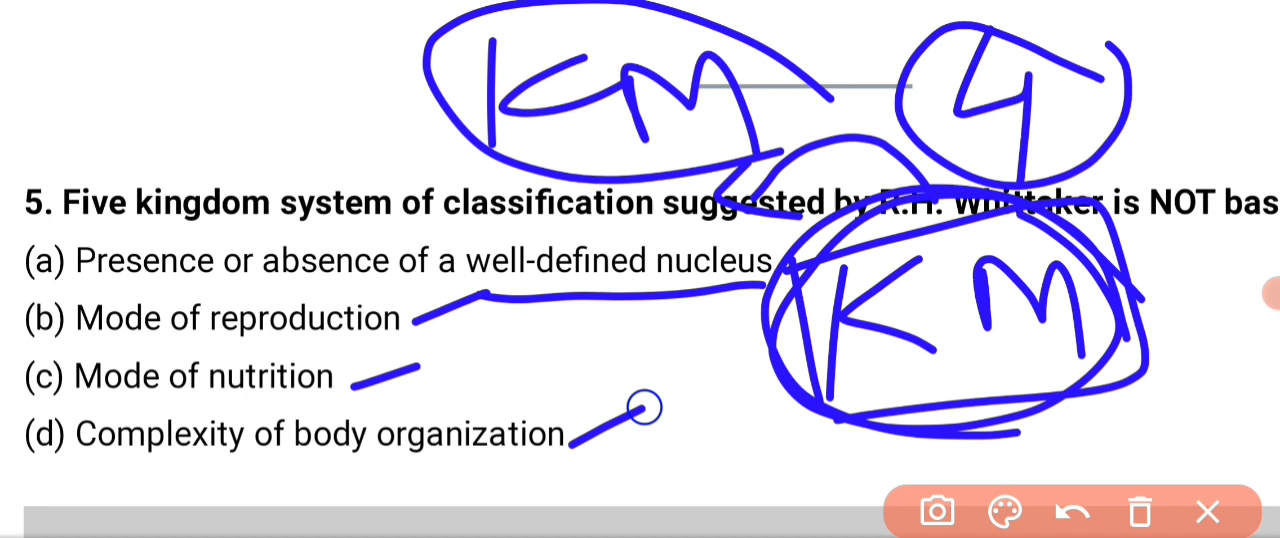 KM 4
5. Five kingdom system of classification suggested by R.H. Whittaker is NOT bas
(a) Presence or absence of a well-defined nucleus
(b) Mode of reproduction
(c) Mode of nutrition
(d) Complexity of body organization
KM